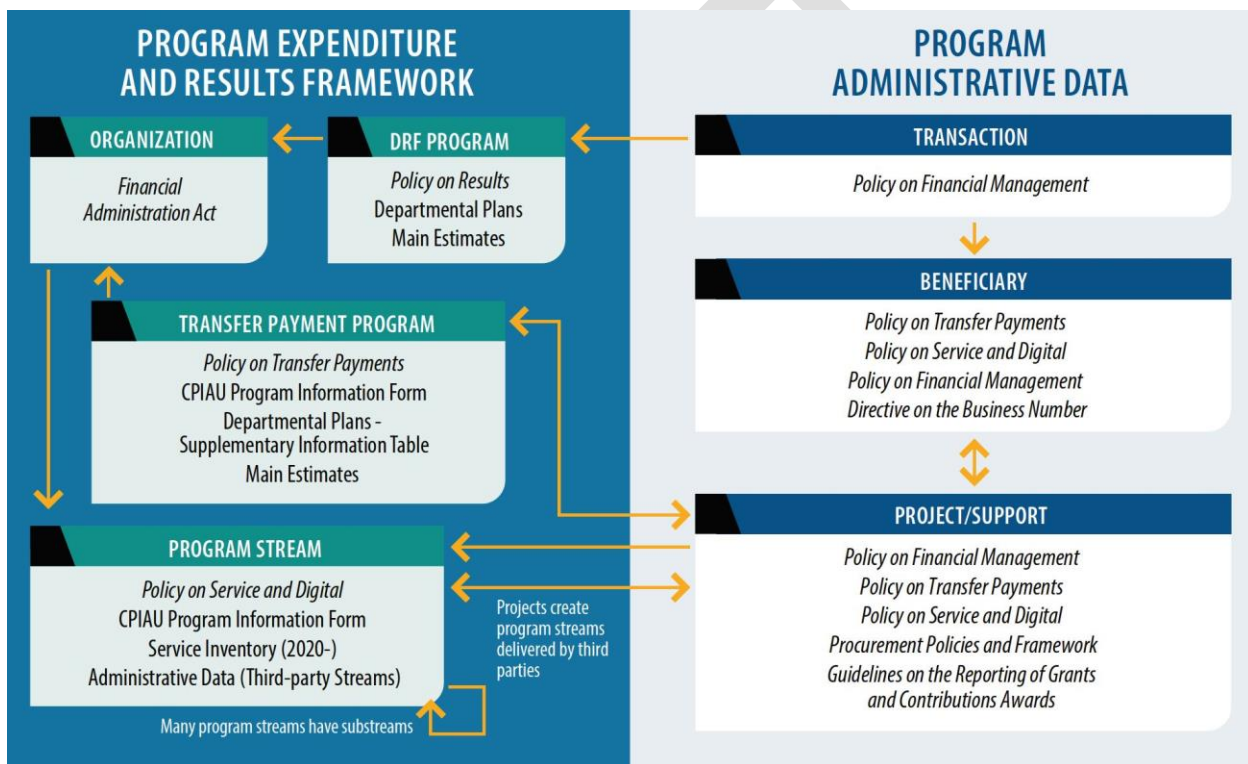 PROGRAM EXPENDITURE
AND RESULTS FRAMEWORK
ORGANIZATION
Financial
Administration Act
DRF PROGRAM
Policy on Results
Departmental Plans
Main Estimates
TRANSFER PAYMENT PROGRAM
Policy on Transfer Payments
CPIAU Program Information Form
Departmental Plans -
Supplementary Information Table
Main Estimates
PROGRAM STREAM
Policy on Service and Digital
CPIAU Program Information Form
Service Inventory (2020-)
Administrative Data (Third-party Streams)
Many program streams have substreams
Projects create
program streams
delivered by third
parties
PROGRAM
ADMINISTRATIVE DATA
TRANSACTION
Policy on Financial Management
BENEFICIARY
Policy on Transfer Payments
Policy on Service and Digital
Policy on Financial Management
Directive on the Business Number
PROJECT/SUPPORT
Policy on Financial Management
Policy on Transfer Payments
Policy on Service and Digital
Procurement Policies and Framework
Guidelines on the Reporting of Grants
and Contributions Awards